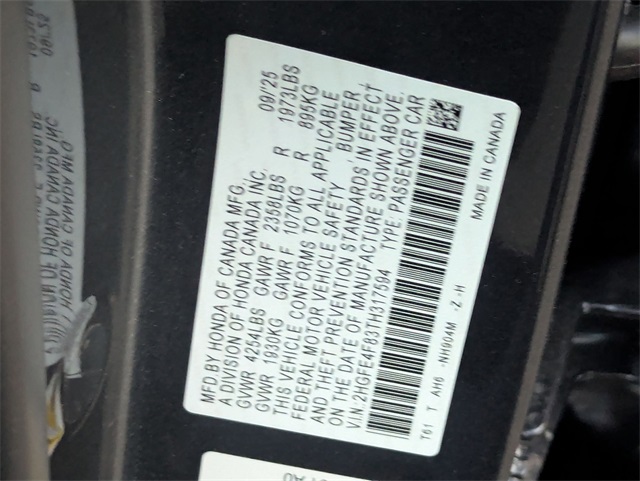 MFD BY HONDA OF CANADA MFG, 09/25
A DIVISION OF HONDA CANADA INC.
GVWR 4254LBS GAWR F 2358LBS R 1973LBS
GVWR 1930KG GAWR F 1070KG R 895KG
THIS VEHICLE CONFORMS TO ALL APPLICABLE
FEDERAL MOTOR VEHICLE SAFETY, BUMPER
AND THEFT PREVENTION STANDARDS IN EFFECT
ON THE DATE OF MANUFACTURE SHOWN ABOVE.
V.I.N:2HGFE4F83TH317594 TYPE: PASSENGER CAR
T61 T AH6 -NH904M -Z -H MADE IN CANADA